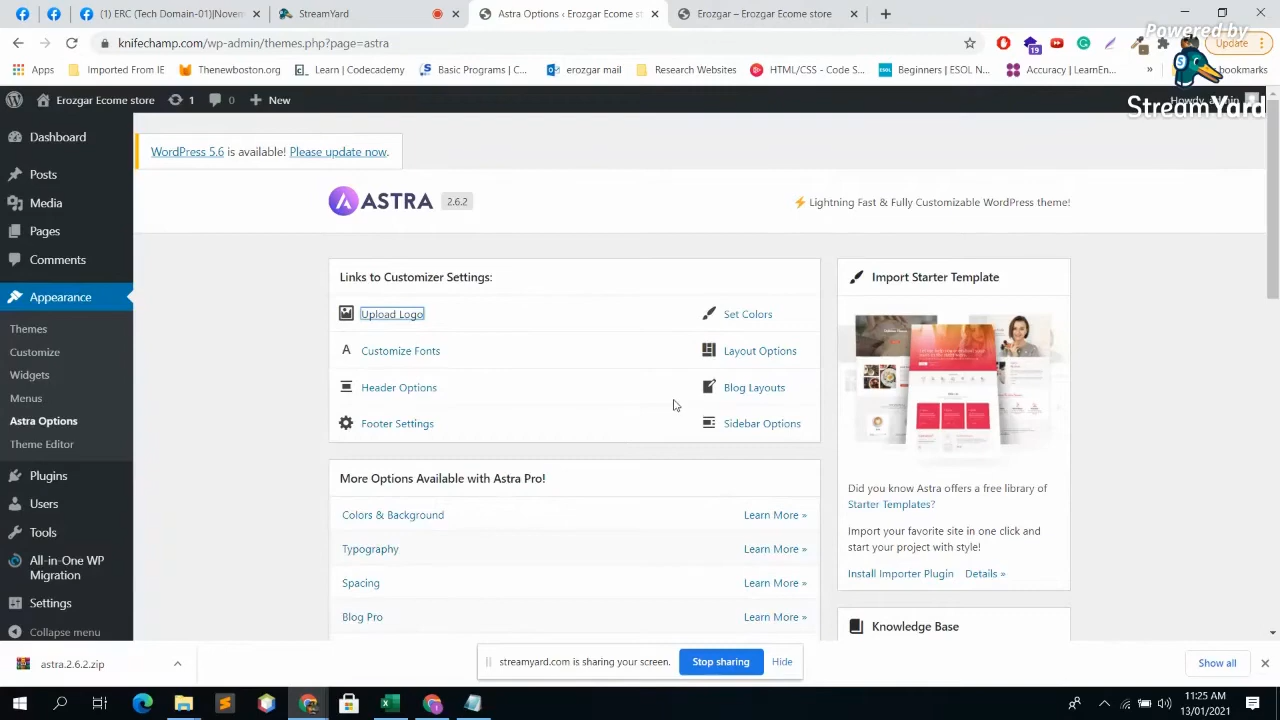 (1) ERC (Tech Domain-01)|Novem
StreamYard
Astra Options ‹ Erozgar Ecome st
Erozgar – Erozgar Ecome store
Powered by
knifechamp.com/wp-admin/themes.php?page=astra
19
Update
Apps
Imported From IE
Thenewboston.org
Learn | Codecademy
Basic Programs | C...
erozgar mail
Research Websites
HTML/CSS - Code S...
ESOL
Beginners | ESOL N...
Accuracy | LearnEn...
»
bookmarks
StreamYard
Erozgar Ecome store
1
0
New
Howdy, admin
Dashboard
Posts
Media
Pages
Comments
Appearance
Themes
Customize
Widgets
Menus
Astra Options
Theme Editor
Plugins
Users
Tools
All-in-One WP
Migration
Settings
Collapse menu
WordPress 5.6 is available! Please update now.
ASTRA 2.6.2
Lightning Fast & Fully Customizable WordPress theme!
Links to Customizer Settings:
Upload Logo
Set Colors
A Customize Fonts
Layout Options
Header Options
Blog Layouts
Footer Settings
Sidebar Options
More Options Available with Astra Pro!
Colors & Background
Learn More »
Typography
Learn More »
Spacing
Learn More »
Blog Pro
Learn More »
Import Starter Template
Did you know Astra offers a free library of
Starter Templates?
Import your favorite site in one click and
start your project with style!
Install Importer Plugin Details »
Knowledge Base
astra.2.6.2.zip
streamyard.com is sharing your screen.
Stop sharing
Hide
Show all
11:25 AM
13/01/2021